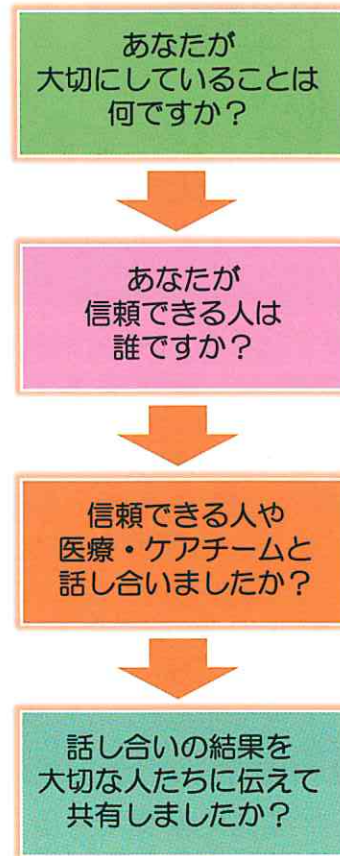 あなたが
大切にしていることは
何ですか？
あなたが
信頼できる人は
誰ですか？
信頼できる人や
医療・ケアチームと
話し合いましたか？
話し合いの結果を
大切な人たちに伝えて
共有しましたか？